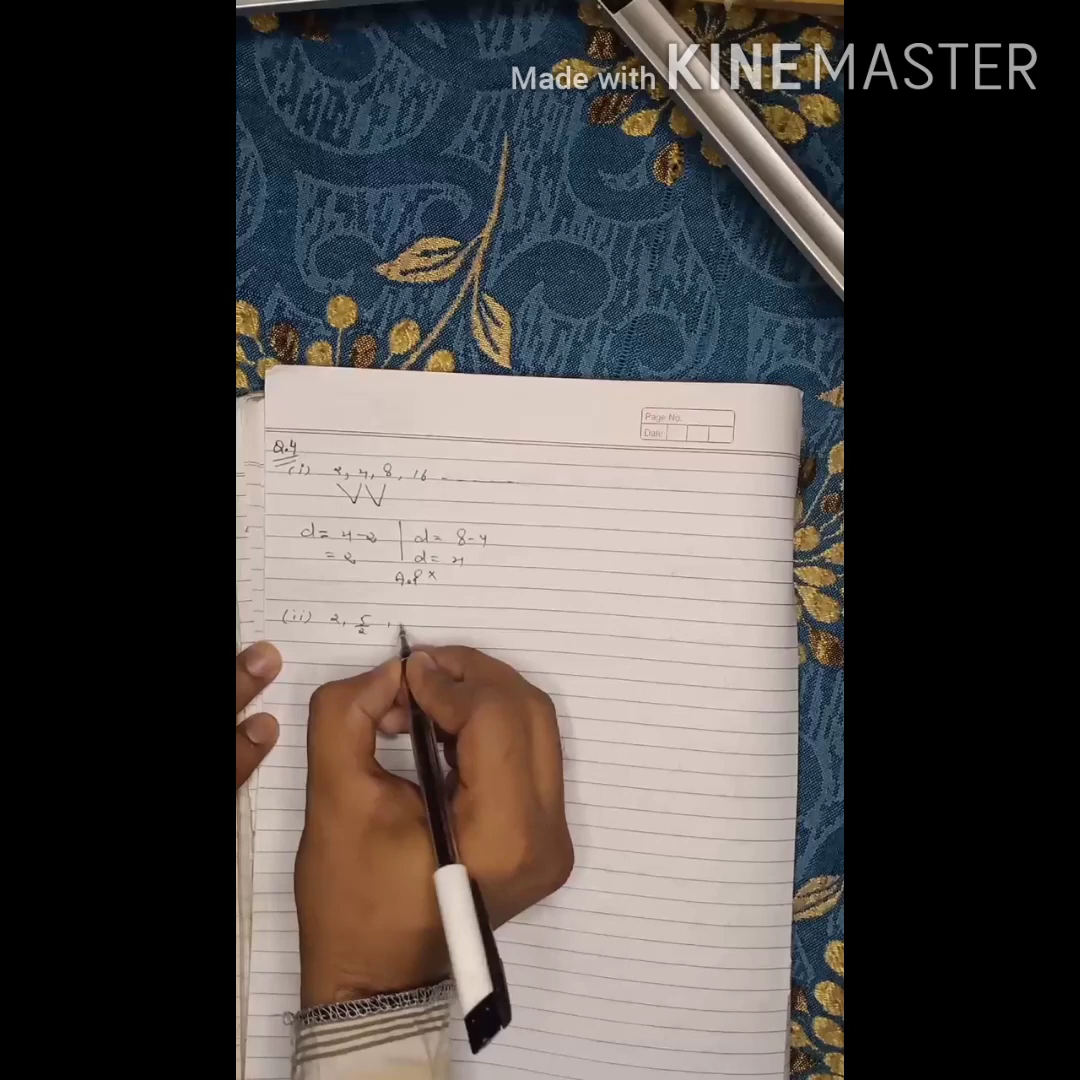 Made with KINEMASTER
Page No.
Date
Q.4
(i) 2, 4, 8, 16 -------
d = 4-2 | d = 8-4
= 2 | d = 4
A.P ×
(ii) 2, 5/2 ,